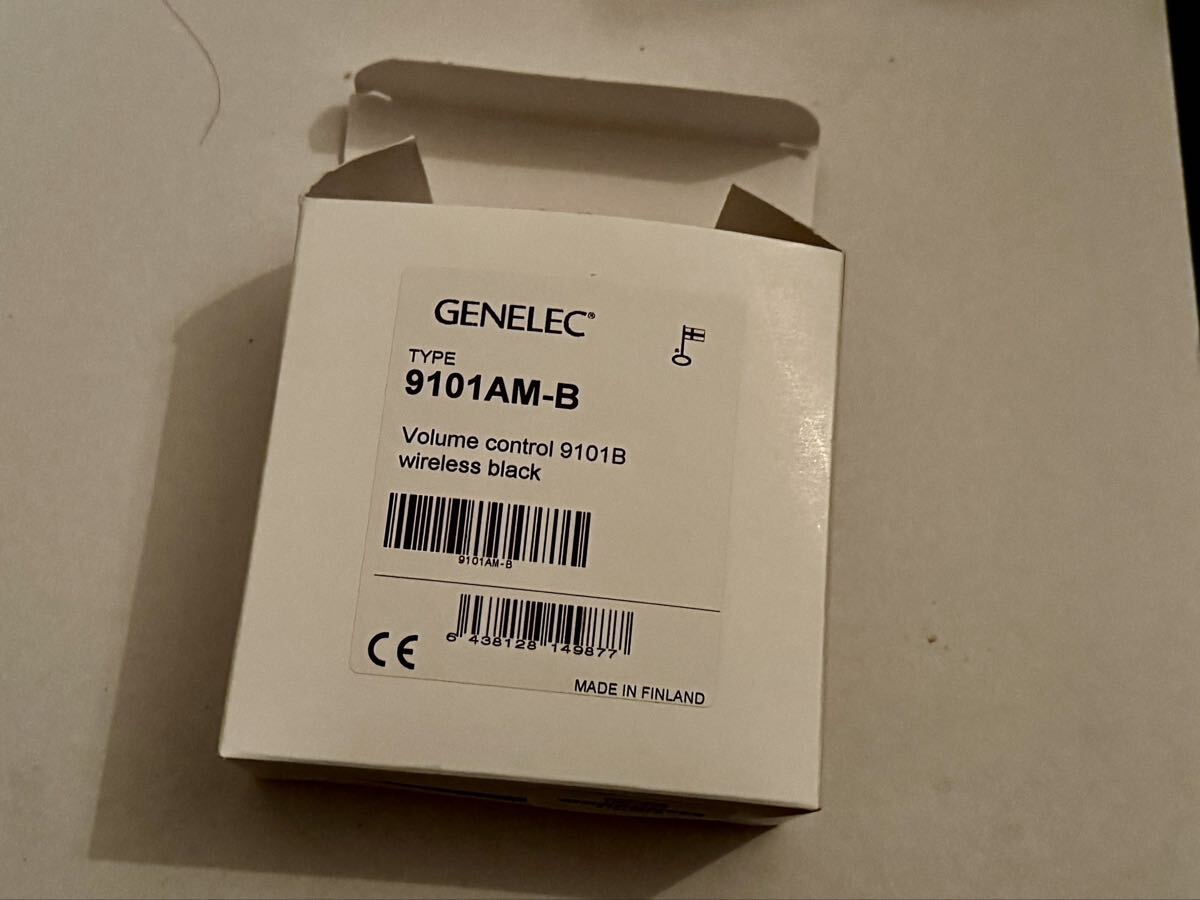 GENELEC®
TYPE
9101AM-B
Volume control 9101B
wireless black
9101AM-B
6 438128 149877
CE
MADE IN FINLAND